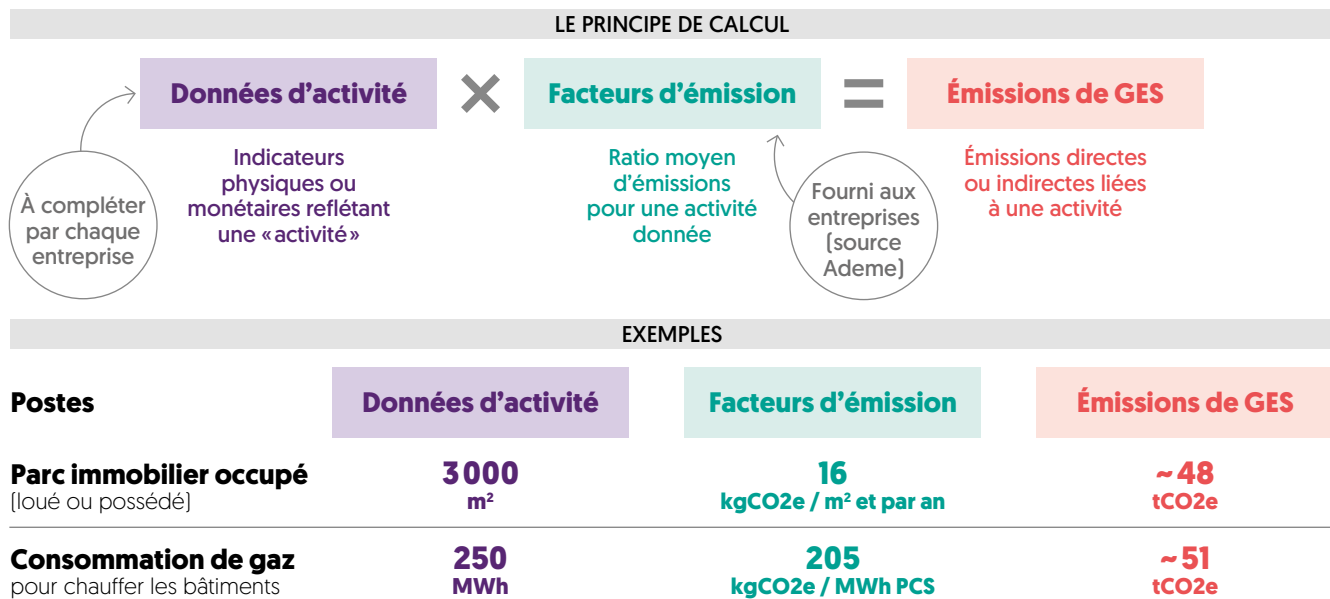 LE PRINCIPE DE CALCUL
Données d'activité × Facteurs d'émission = Émissions de GES
À compléter
par chaque
entreprise
Indicateurs
physiques ou
monétaires reflétant
une «activité»
Ratio moyen
d'émissions
pour une activité
donnée
Fourni aux
entreprises
(source
Ademe)
Émissions directes
ou indirectes liées
à une activité
EXEMPLES
Postes Données d'activité Facteurs d'émission Émissions de GES
Parc immobilier occupé 3 000 16 ~ 48
(loué ou possédé) m² kgCO2e / m² et par an tCO2e
Consommation de gaz 250 205 ~ 51
pour chauffer les bâtiments MWh kgCO2e / MWh PCS tCO2e